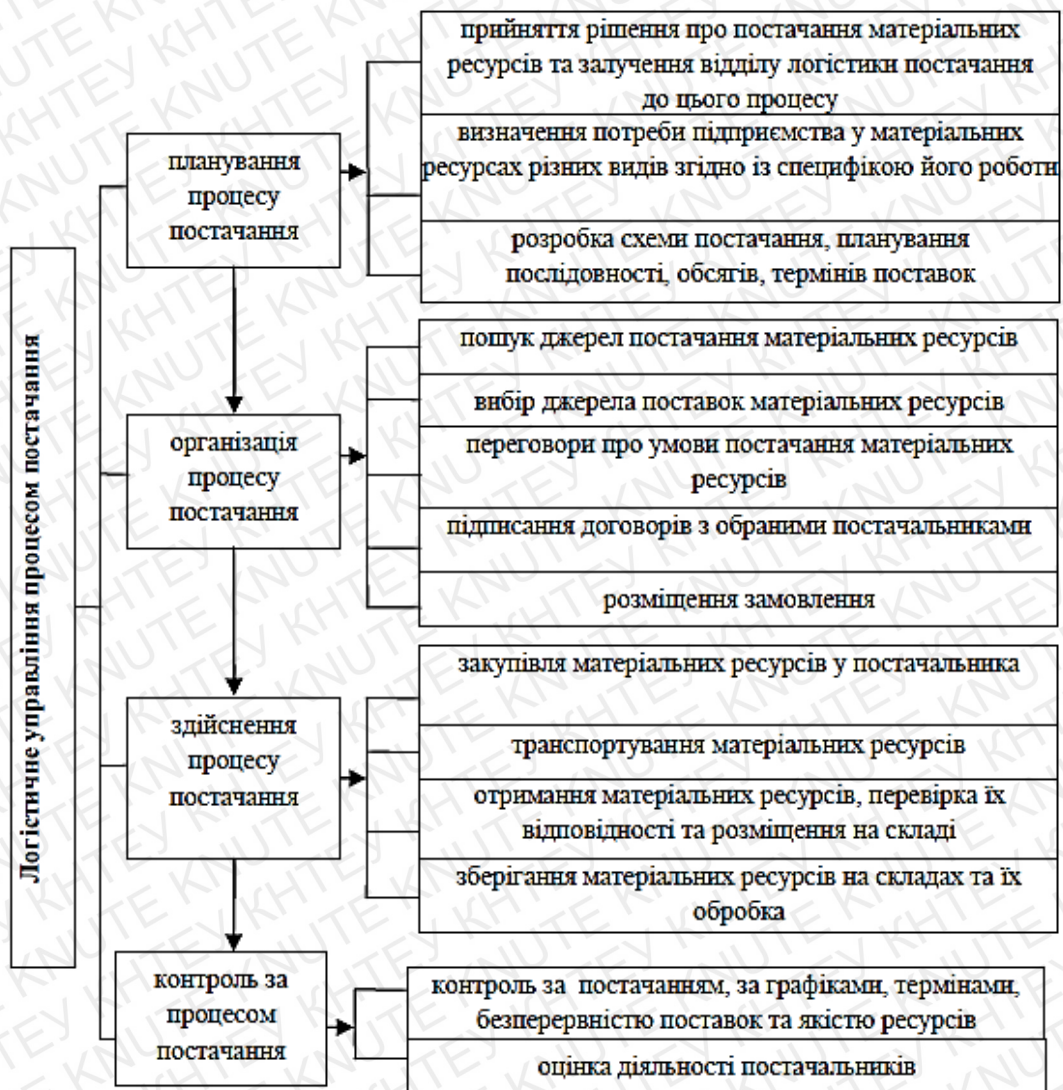 Логістичне управління процесом постачання
планування
процесу
постачання
прийняття рішення про постачання матеріальних
ресурсів та залучення відділу логістики постачання
до цього процесу
визначення потреби підприємства у матеріальних
ресурсах різних видів згідно із специфікою його роботи
розробка схеми постачання, планування
послідовності, обсягів, термінів поставок
організація
процесу
постачання
пошук джерел постачання матеріальних ресурсів
вибір джерела поставок матеріальних ресурсів
переговори про умови постачання матеріальних
ресурсів
підписання договорів з обраними постачальниками
розміщення замовлення
здійснення
процесу
постачання
закупівля матеріальних ресурсів у постачальника
транспортування матеріальних ресурсів
отримання матеріальних ресурсів, перевірка їх
відповідності та розміщення на складі
зберігання матеріальних ресурсів на складах та їх
обробка
контроль за
процесом
постачання
контроль за постачанням, за графіками, термінами,
безперервністю поставок та якістю ресурсів
оцінка діяльності постачальників